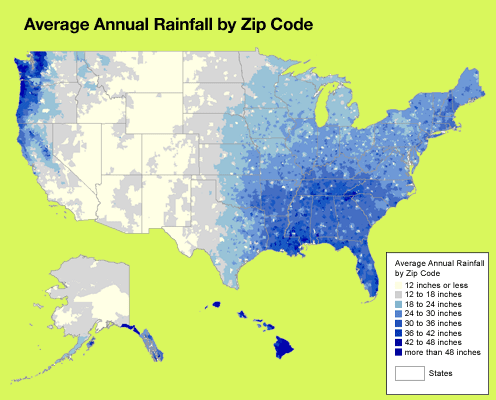 Average Annual Rainfall by Zip Code
Average Annual Rainfall
by Zip Code
12 inches or less
12 to 18 inches
18 to 24 inches
24 to 30 inches
30 to 36 inches
36 to 42 inches
42 to 48 inches
more than 48 inches
States